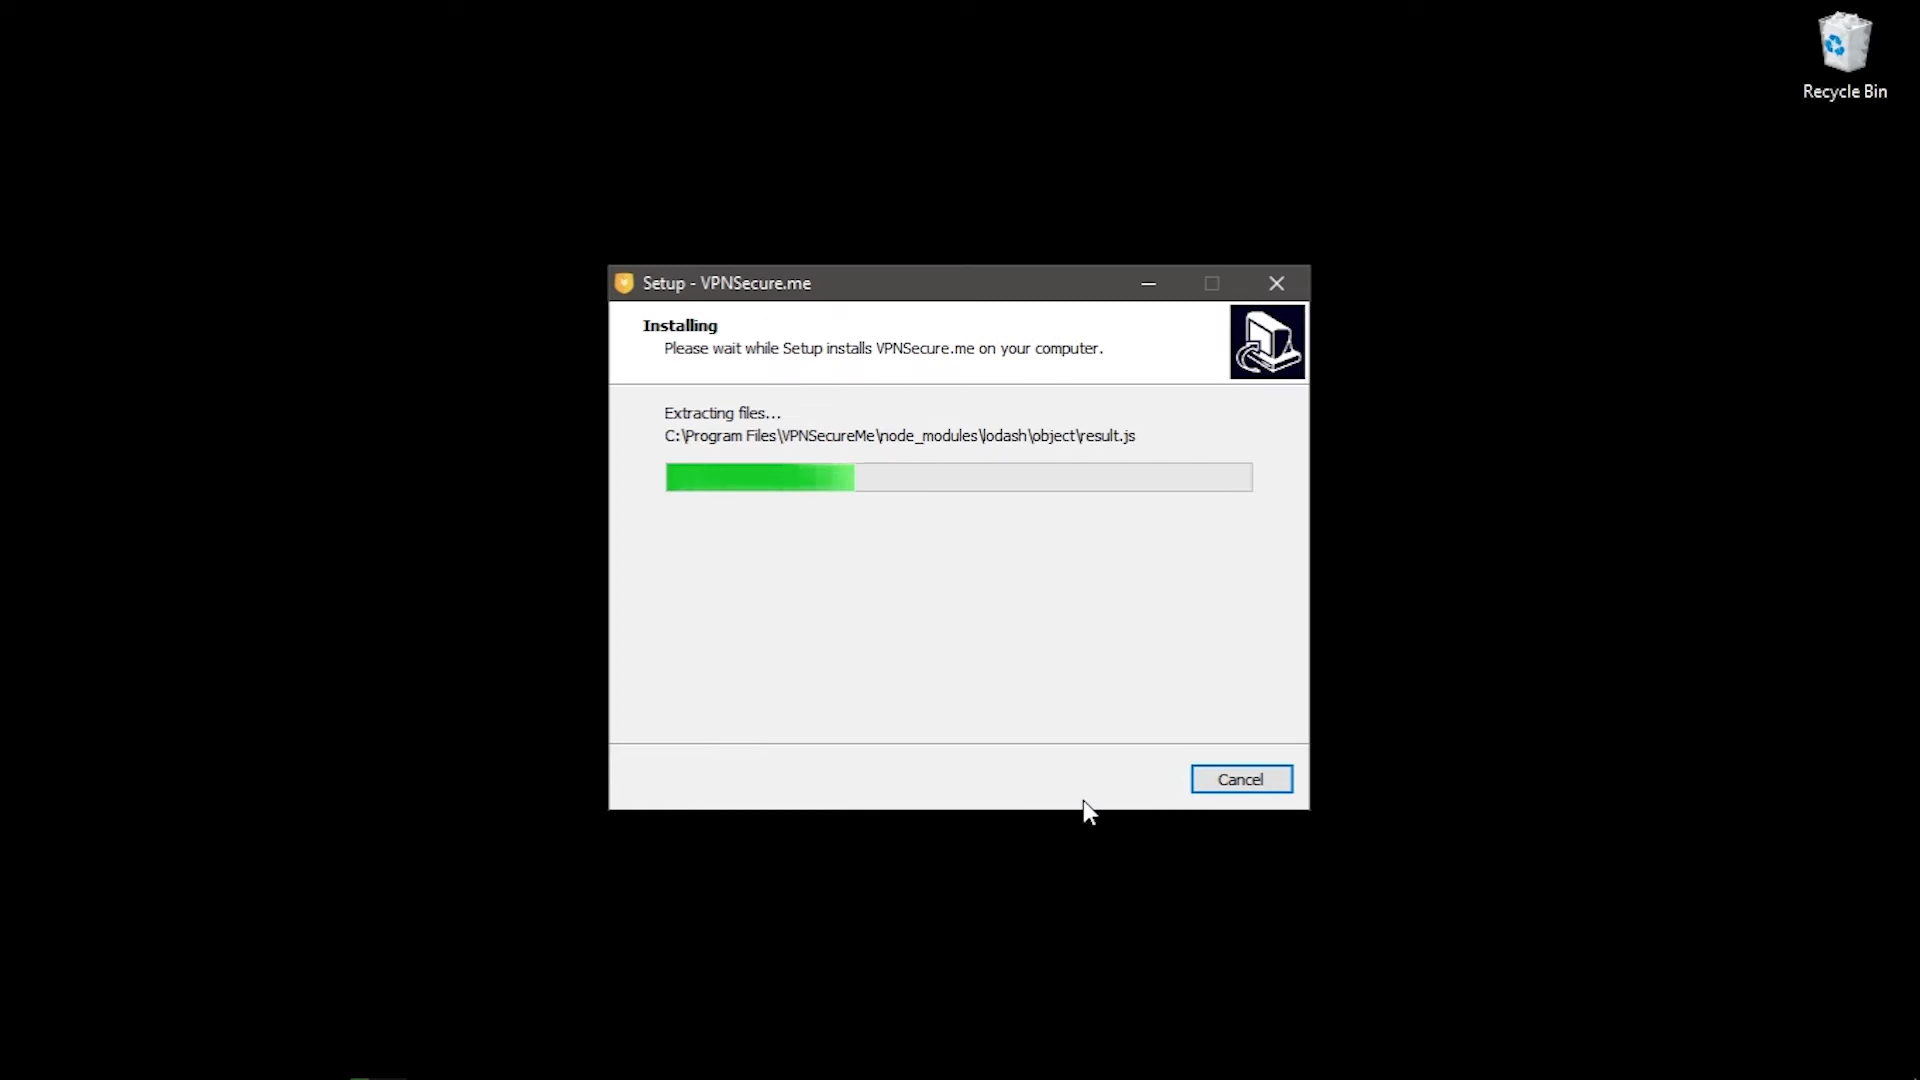 Recycle Bin
Setup - VPNSecure.me
Installing
Please wait while Setup installs VPNSecure.me on your computer.
Extracting files...
C:\Program Files\VPNSecureMe\node_modules\lodash\object\result.js
Cancel